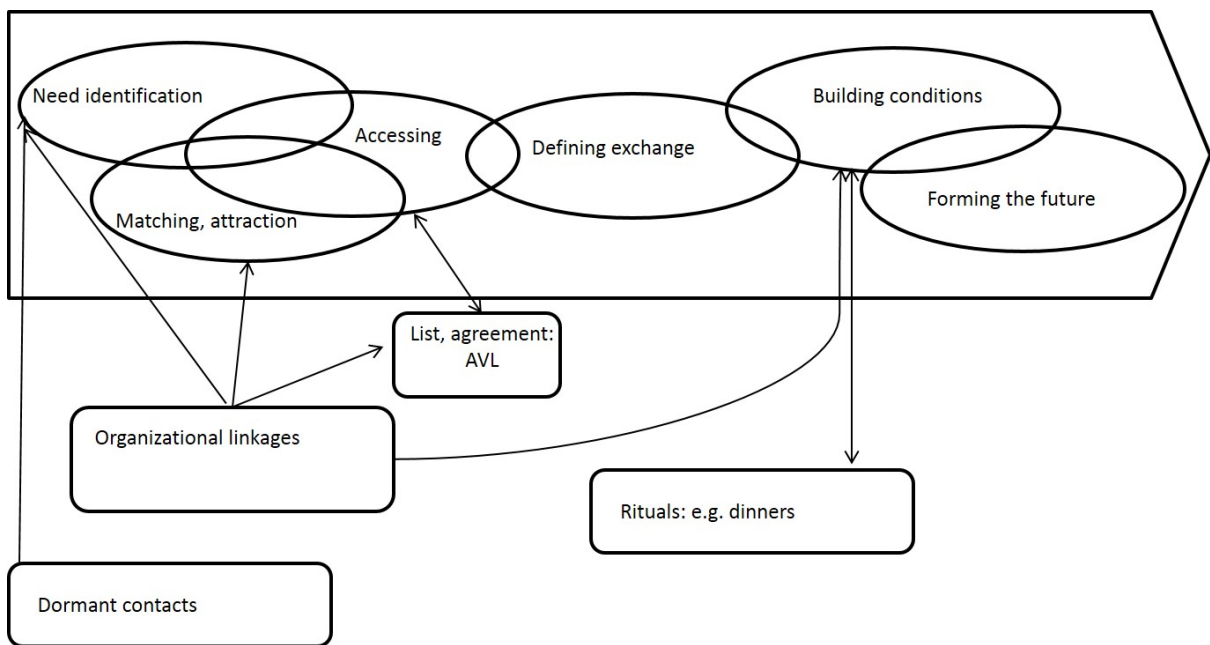 Need identification
Building conditions
Accessing
Defining exchange
Forming the future
Matching, attraction
List, agreement:
AVL
Organizational linkages
Rituals: e.g. dinners
Dormant contacts